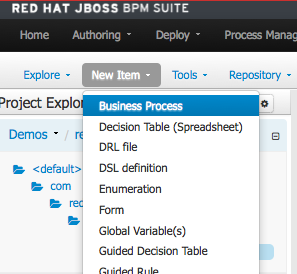 RED HAT JBOSS BPM SUITE
Home Authoring Deploy Process Manag
Explore New Item Tools Repository
Project Explor
Business Process
Demos / re
Decision Table (Spreadsheet)
DRL file
<default>
DSL definition
com
Enumeration
red
Form
Global Variable(s)
Guided Decision Table
Guided Rule